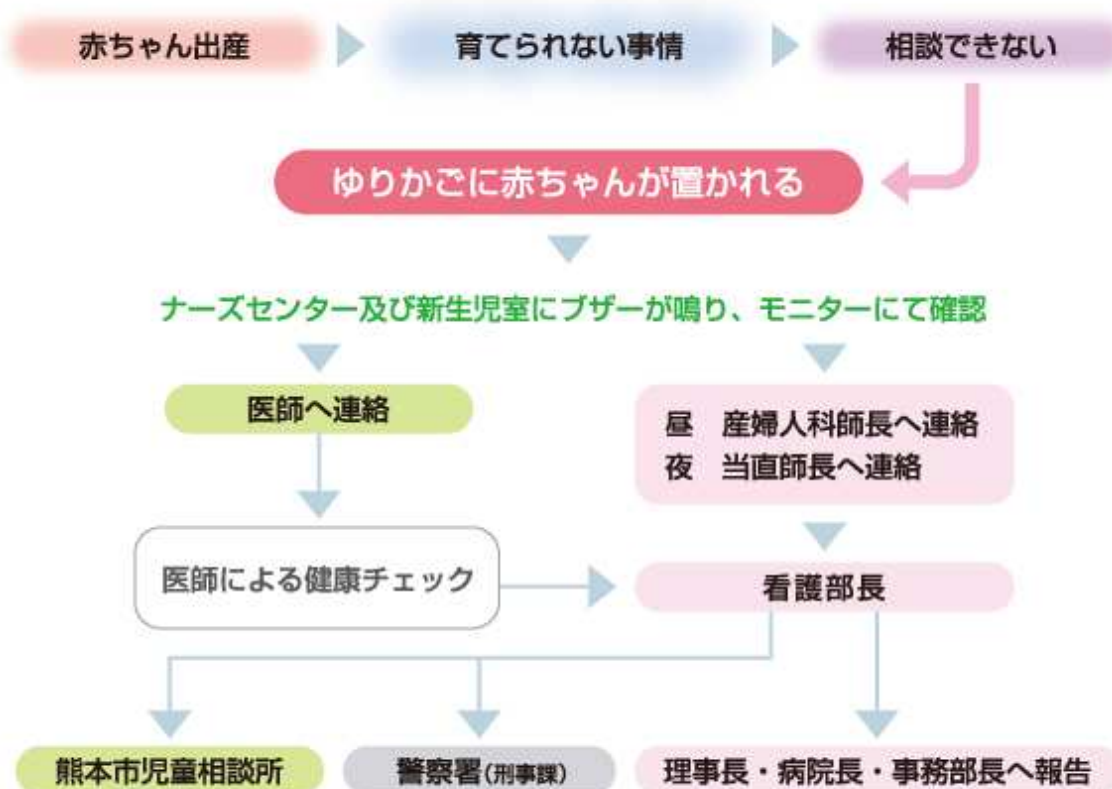 赤ちゃん出産
育てられない事情
相談できない
ゆりかごに赤ちゃんが置かれる
ナーズセンター及び新生児室にブザーが鳴り、モニターにて確認
医師へ連絡
昼 産婦人科師長へ連絡
夜 当直師長へ連絡
医師による健康チェック
看護部長
熊本市児童相談所
警察署(刑事課)
理事長・病院長・事務部長へ報告